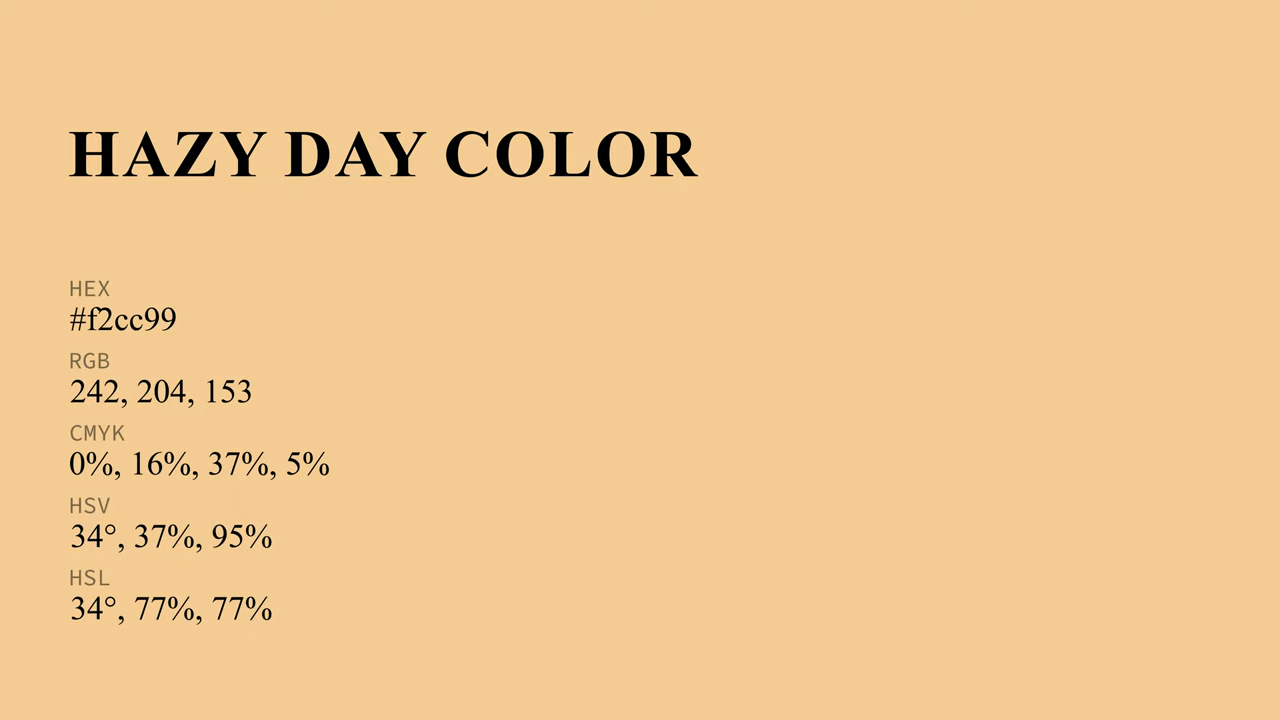 HAZY DAY COLOR
HEX
#f2cc99
RGB
242, 204, 153
CMYK
0%, 16%, 37%, 5%
HSV
34°, 37%, 95%
HSL
34°, 77%, 77%